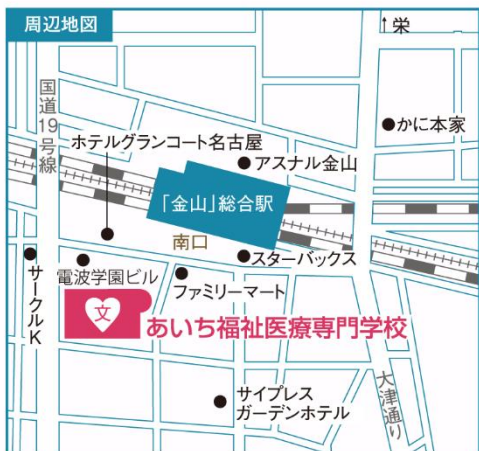 周辺地図
↑栄
国道19号線
ホテルグランコート名古屋
かに本家
アスナル金山
「金山」総合駅
南口
スターバックス
電波学園ビル
ファミリーマート
サークルK
文
あいち福祉医療専門学校
サイプレス
ガーデンホテル
大津通り